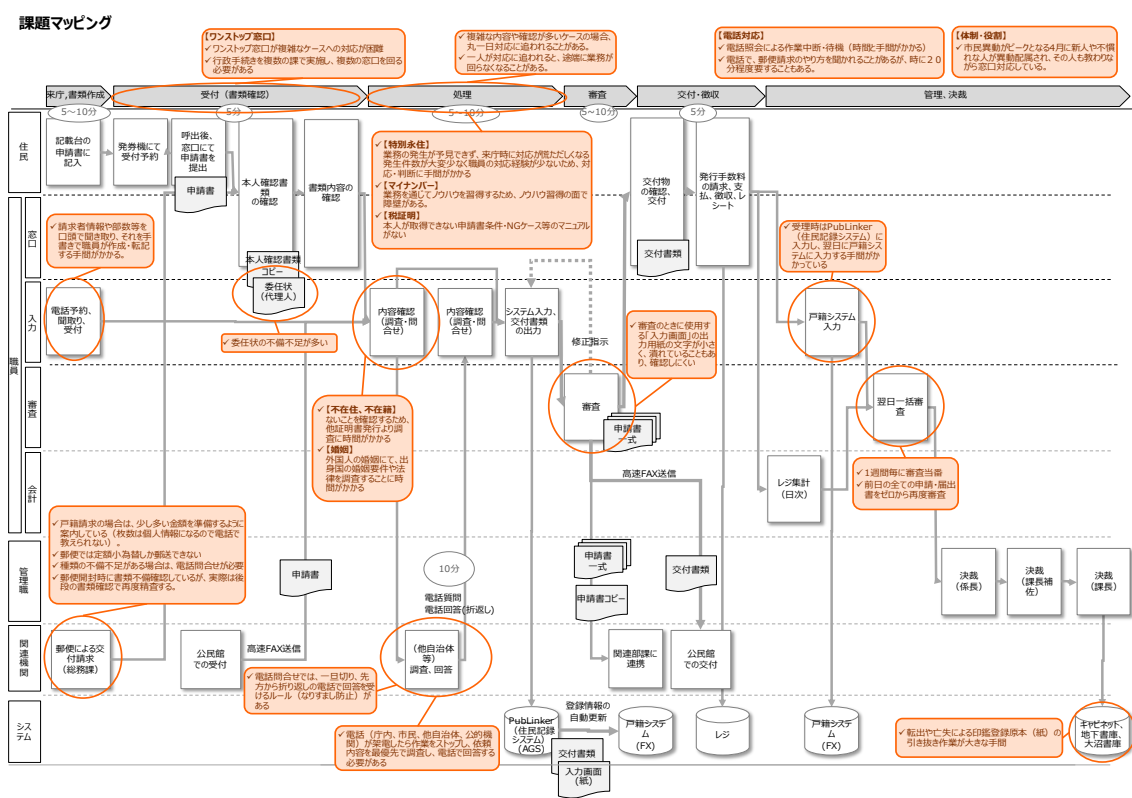 課題マッピング
【ワンストップ窓口】
✓ワンストップ窓口が複雑なケースへの対応が困難
✓行政手続きを複数の課で実施し、複数の窓口を回る
必要がある
✓複雑な内容や確認が多いケースの場合、
丸一日対応に追われることがある。
✓一人が対応に追われると、途端に業務が
回らなくなることがある。
【電話対応】
✓電話照会による作業中断・待機（時間と手間がかかる）
✓電話で、郵便請求のやり方を聞かれることがあるが、時に２０
分程度要することもある。
【体制・役割】
✓市民異動がピークとなる4月に新人や不慣
れな人が異動配属され、その人も教わりな
がら窓口対応している。
来庁,書類作成
受付（書類確認）
処理
審査
交付・徴収
管理、決裁
5～10分
5分
5～10分
5～10分
5分
住民
記載台の
申請書に
記入
発券機にて
受付予約
呼出後、
窓口にて
申請書を
提出
申請書
本人確認書
類
の確認
書類内容の
確認
✓【特別永住】
業務の発生が予見できず、来庁時に対応が慌ただしくなる
発生件数が大変少なく職員の対応経験が少ないため、対
応・判断に手間がかかる
✓【マイナンバー】
業務を通じてノウハウを習得するため、ノウハウ習得の面で
障壁がある。
✓【税証明】
本人が取得できない申請書条件・NGケース等のマニュアル
がない
交付物
の確認、
交付
発行手数料
の請求、支
払、徴収、レ
シート
職員
窓口
✓請求者情報や部数等を
口頭で聞き取り、それを手
書きで職員が作成・転記
する手間がかかる。
本人確認書類
コピー
委任状
（代理人）
交付書類
✓受理時はPubLinker
（住民記録システム）に
入力し、翌日に戸籍シス
テムに入力する手間がか
かっている
入力
電話予約、
聞取り、
受付
✓委任状の不備不足が多い
内容確認
（調査・問
合せ）
内容確認
（調査・問
合せ）
システム入力、
交付書類
の出力
修正指示
✓審査のときに使用す
る「入力画面」の出
力用紙の文字が小さ
く、潰れていることもあ
り、確認しにくい
戸籍システム
入力
審査
✓【不在住、不在籍】
ないことを確認するため、
他証明書発行より調
査に時間がかかる
✓【婚姻】
外国人の婚姻にて、出
身国の婚姻要件や法
律を調査することに時
間がかかる
審査
申請書
一式
翌日一括審
査
会計
高速FAX送信
レジ集計
（日次）
✓1週間毎に審査当番
✓前日の全ての申請・届出
書をゼロから再度審査
✓戸籍請求の場合は、少し多い金額を準備するように
案内している（枚数は個人情報になるので電話で
教えられない）。
✓郵便では定額小為替しか郵送できない
✓種類の不備不足がある場合は、電話問合せが必要
✓郵便開封時に書類不備確認しているが、実際は後
段の書類確認で再度精査する。
管理職
申請書
10分
電話質問
電話回答(折返し)
申請書
一式
申請書コピー
交付書類
決裁
（係長）
決裁
（課長補
佐）
決裁
（課長）
関連機関
郵便による交
付請求
（総務課）
公民館
での受付
高速FAX送信
（他自治体
等）
調査、回答
関連部課に
連携
公民館
での交付
✓電話問合せでは、一旦切り、先
方から折り返しの電話で回答を受
けるルール（なりすまし防止）が
ある
システム
✓電話（庁内、市民、他自治体、公的機
関）が架電したら作業をストップし、依頼
内容を最優先で調査し、電話で回答する
必要がある
PubLinker
（住民記録
システム）
(AGS)
登録情報の
自動更新
交付書類
入力画面
（紙）
戸籍システ
ム
(FX)
レジ
戸籍システ
ム
(FX)
✓転出や亡失による印鑑登録原本（紙）の
引き抜き作業が大きな手間
キャビネット、
地下書庫、
大沼書庫